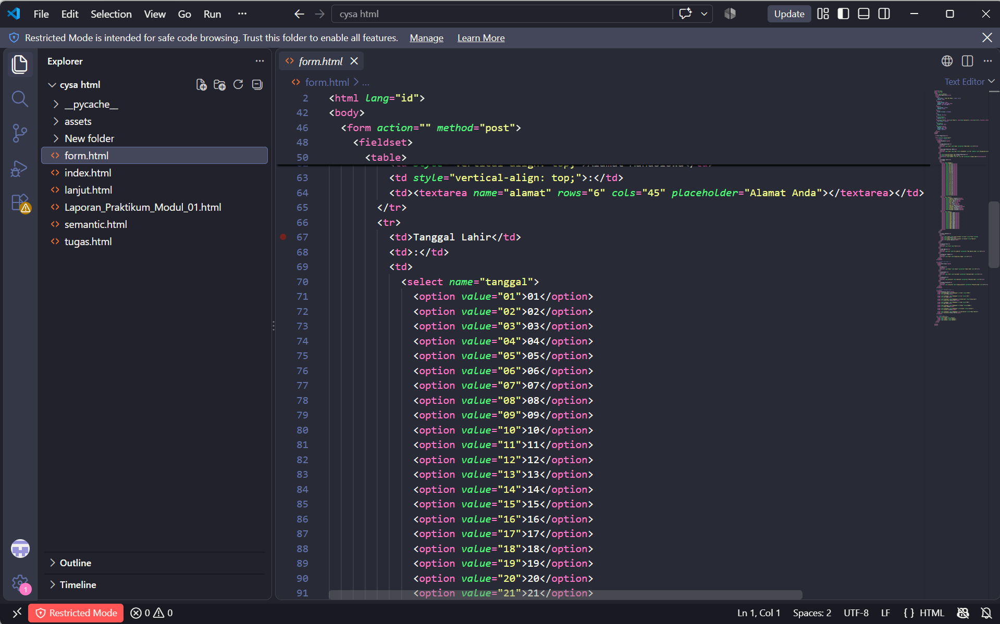 File Edit Selection View Go Run ···
cysa html
Update
Restricted Mode is intended for safe code browsing. Trust this folder to enable all features. Manage Learn More
Explorer
cysa html
__pycache__
assets
New folder
form.html
index.html
lanjut.html
Laporan_Praktikum_Modul_01.html
semantic.html
tugas.html
Outline
Timeline
1
form.html
form.html > ...
Text Editor
2 <html lang="id">
42 <body>
46 <form action="" method="post">
48 <fieldset>
50 <table>
63 <td style="vertical-align: top;">:</td>
64 <td><textarea name="alamat" rows="6" cols="45" placeholder="Alamat Anda"></textarea></td>
65 </tr>
66 <tr>
67 <td>Tanggal Lahir</td>
68 <td>:</td>
69 <td>
70 <select name="tanggal">
71 <option value="01">01</option>
72 <option value="02">02</option>
73 <option value="03">03</option>
74 <option value="04">04</option>
75 <option value="05">05</option>
76 <option value="06">06</option>
77 <option value="07">07</option>
78 <option value="08">08</option>
79 <option value="09">09</option>
80 <option value="10">10</option>
81 <option value="11">11</option>
82 <option value="12">12</option>
83 <option value="13">13</option>
84 <option value="14">14</option>
85 <option value="15">15</option>
86 <option value="16">16</option>
87 <option value="17">17</option>
88 <option value="18">18</option>
89 <option value="19">19</option>
90 <option value="20">20</option>
91 <option value="21">21</option>
Restricted Mode 0 0
Ln 1, Col 1 Spaces: 2 UTF-8 LF { } HTML